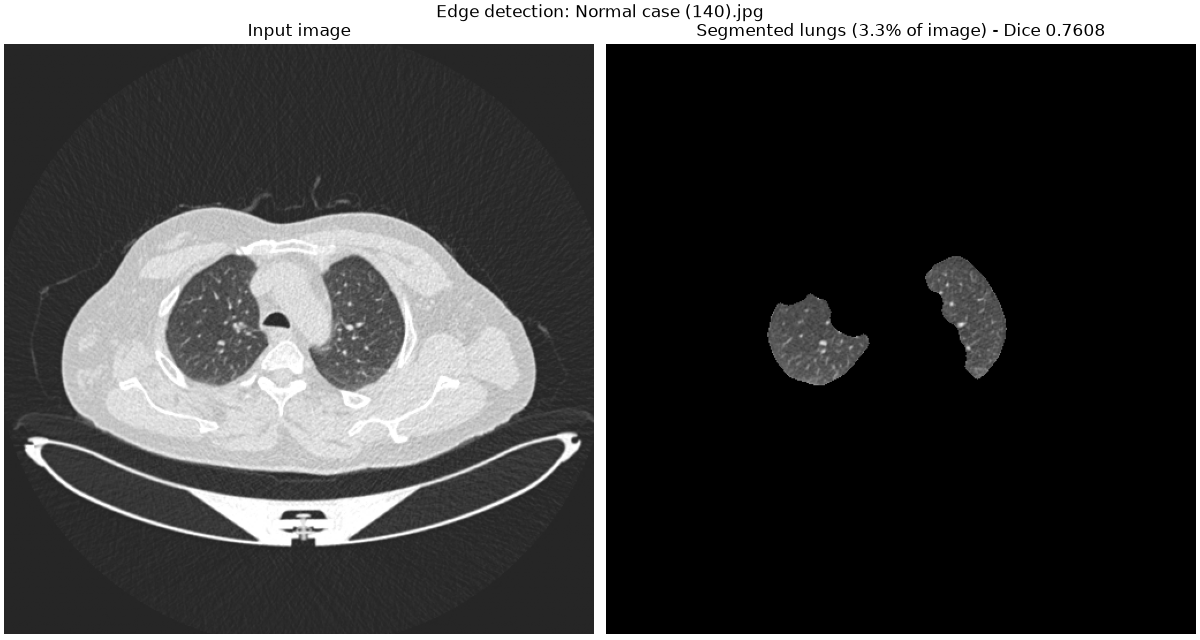 Edge detection: Normal case (140).jpg
Input image
Segmented lungs (3.3% of image) - Dice 0.7608